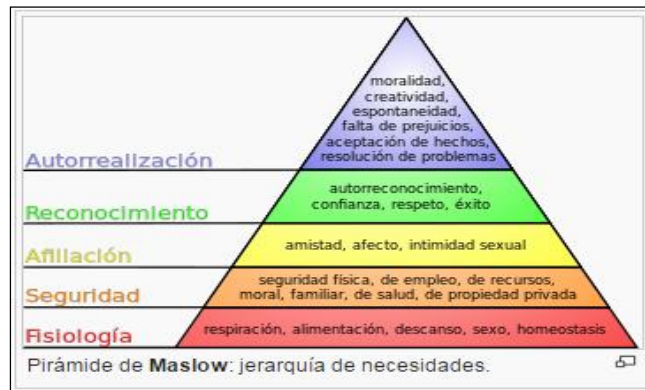 moralidad,
creatividad,
espontaneidad,
falta de prejuicios,
aceptación de hechos,
resolución de problemas
Autorrealización
autorreconocimiento,
confianza, respeto, éxito
Reconocimiento
amistad, afecto, intimidad sexual
Afiliación
seguridad física, de empleo, de recursos,
moral, familiar, de salud, de propiedad privada
Seguridad
respiración, alimentación, descanso, sexo, homeostasis
Fisiología
Pirámide de Maslow: jerarquía de necesidades.